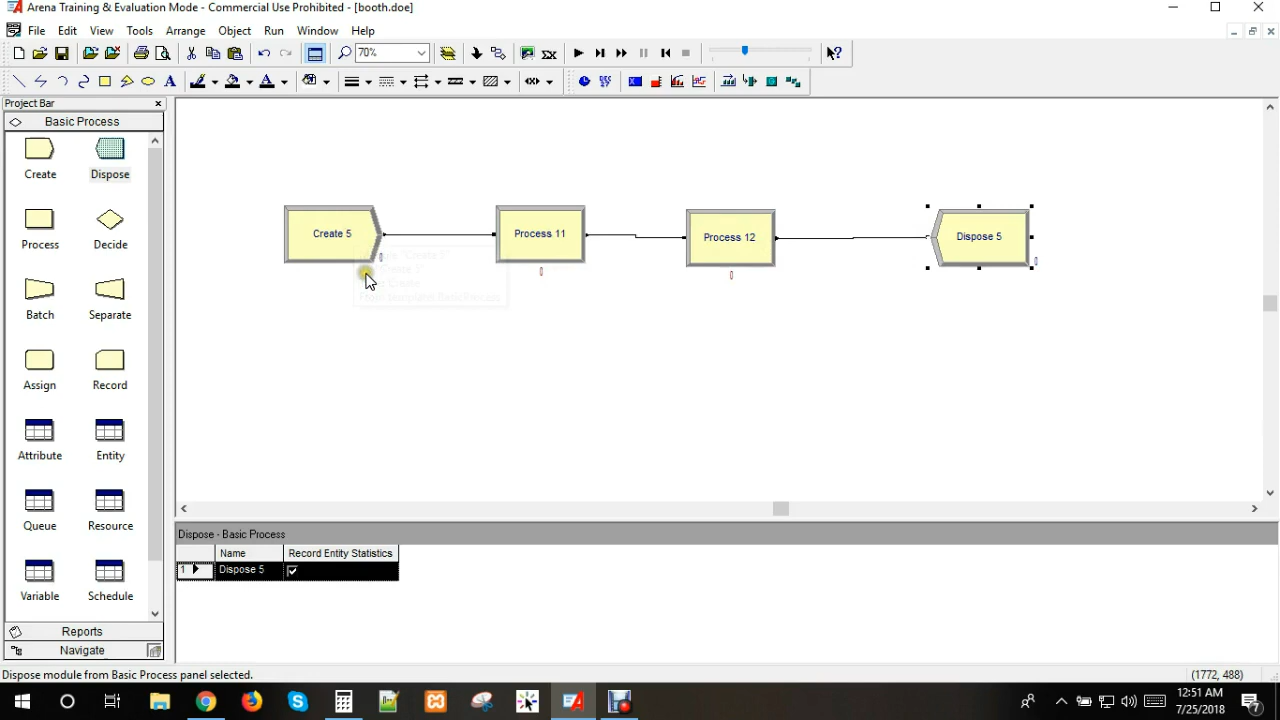 Arena Training & Evaluation Mode - Commercial Use Prohibited - [booth.doe]
File Edit View Tools Arrange Object Run Window Help
70%
Project Bar
Basic Process
Create Dispose
Process Decide
Batch Separate
Assign Record
Attribute Entity
Queue Resource
Variable Schedule
Reports
Navigate
Create 5
Process 11
Process 12
Dispose 5
Dispose - Basic Process
Name Record Entity Statistics
1 Dispose 5
Dispose module from Basic Process panel selected.
(1772, 488)
12:51 AM
7/25/2018
7